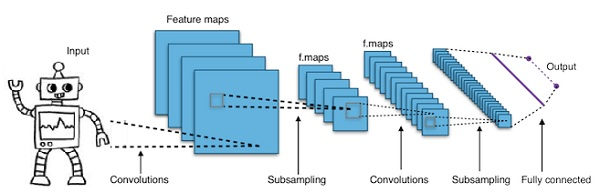 Feature maps
Input
f.maps
f.maps
Output
Convolutions
Subsampling
Convolutions
Subsampling
Fully connected